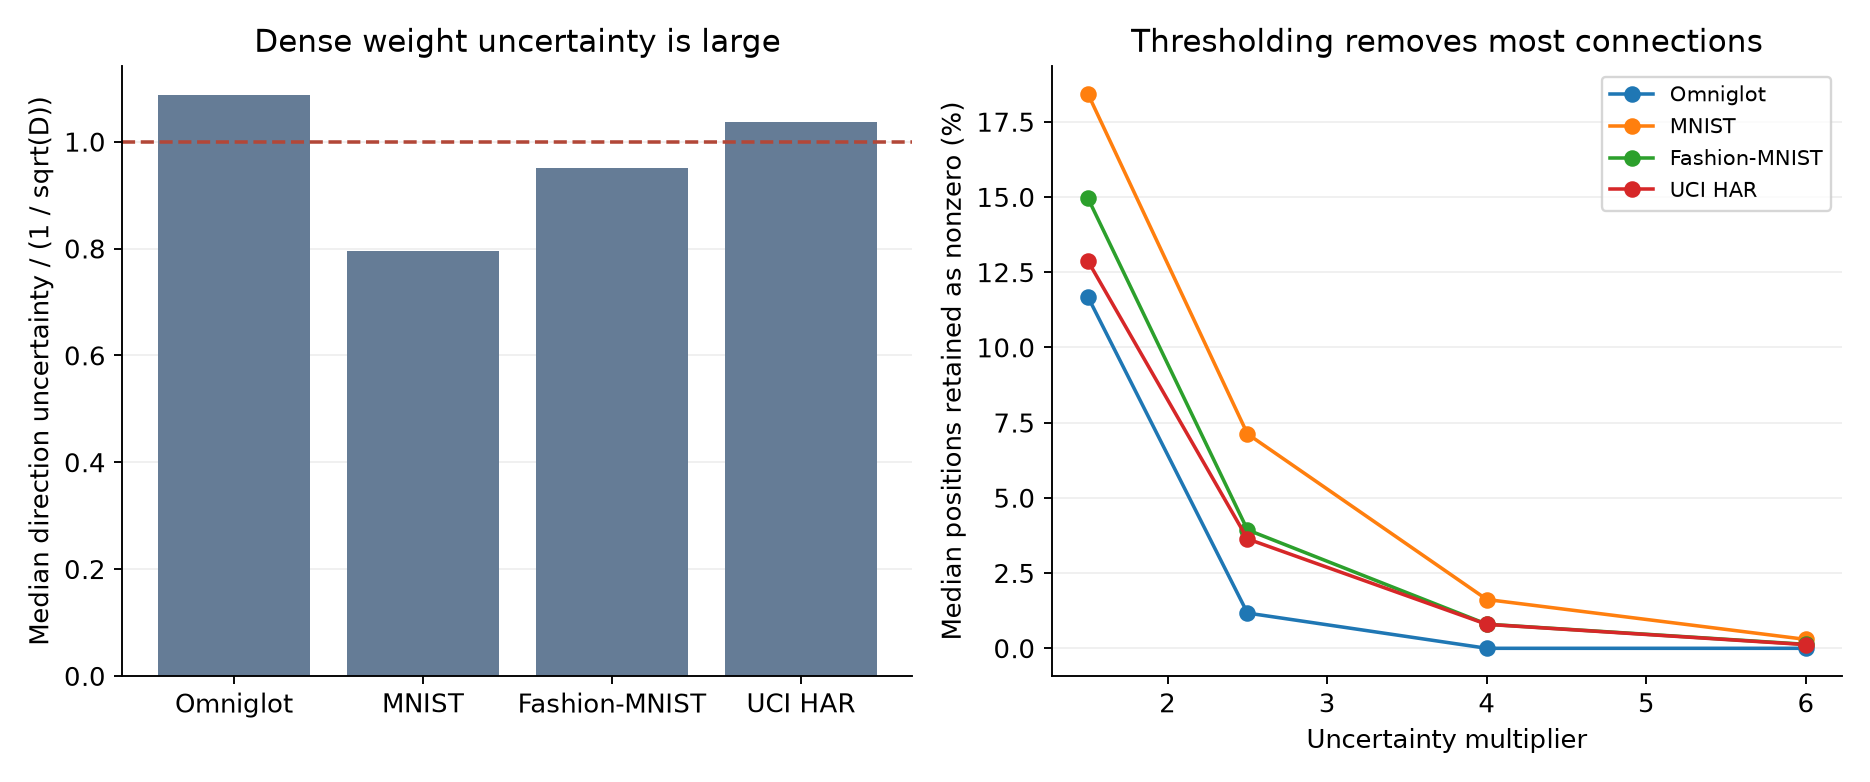 Dense weight uncertainty is large
Median direction uncertainty / (1 / sqrt(D))
1.0
0.8
0.6
0.4
0.2
0.0
Omniglot
MNIST
Fashion-MNIST
UCI HAR
Thresholding removes most connections
Median positions retained as nonzero (%)
17.5
15.0
12.5
10.0
7.5
5.0
2.5
0.0
Omniglot
MNIST
Fashion-MNIST
UCI HAR
2
3
4
5
6
Uncertainty multiplier